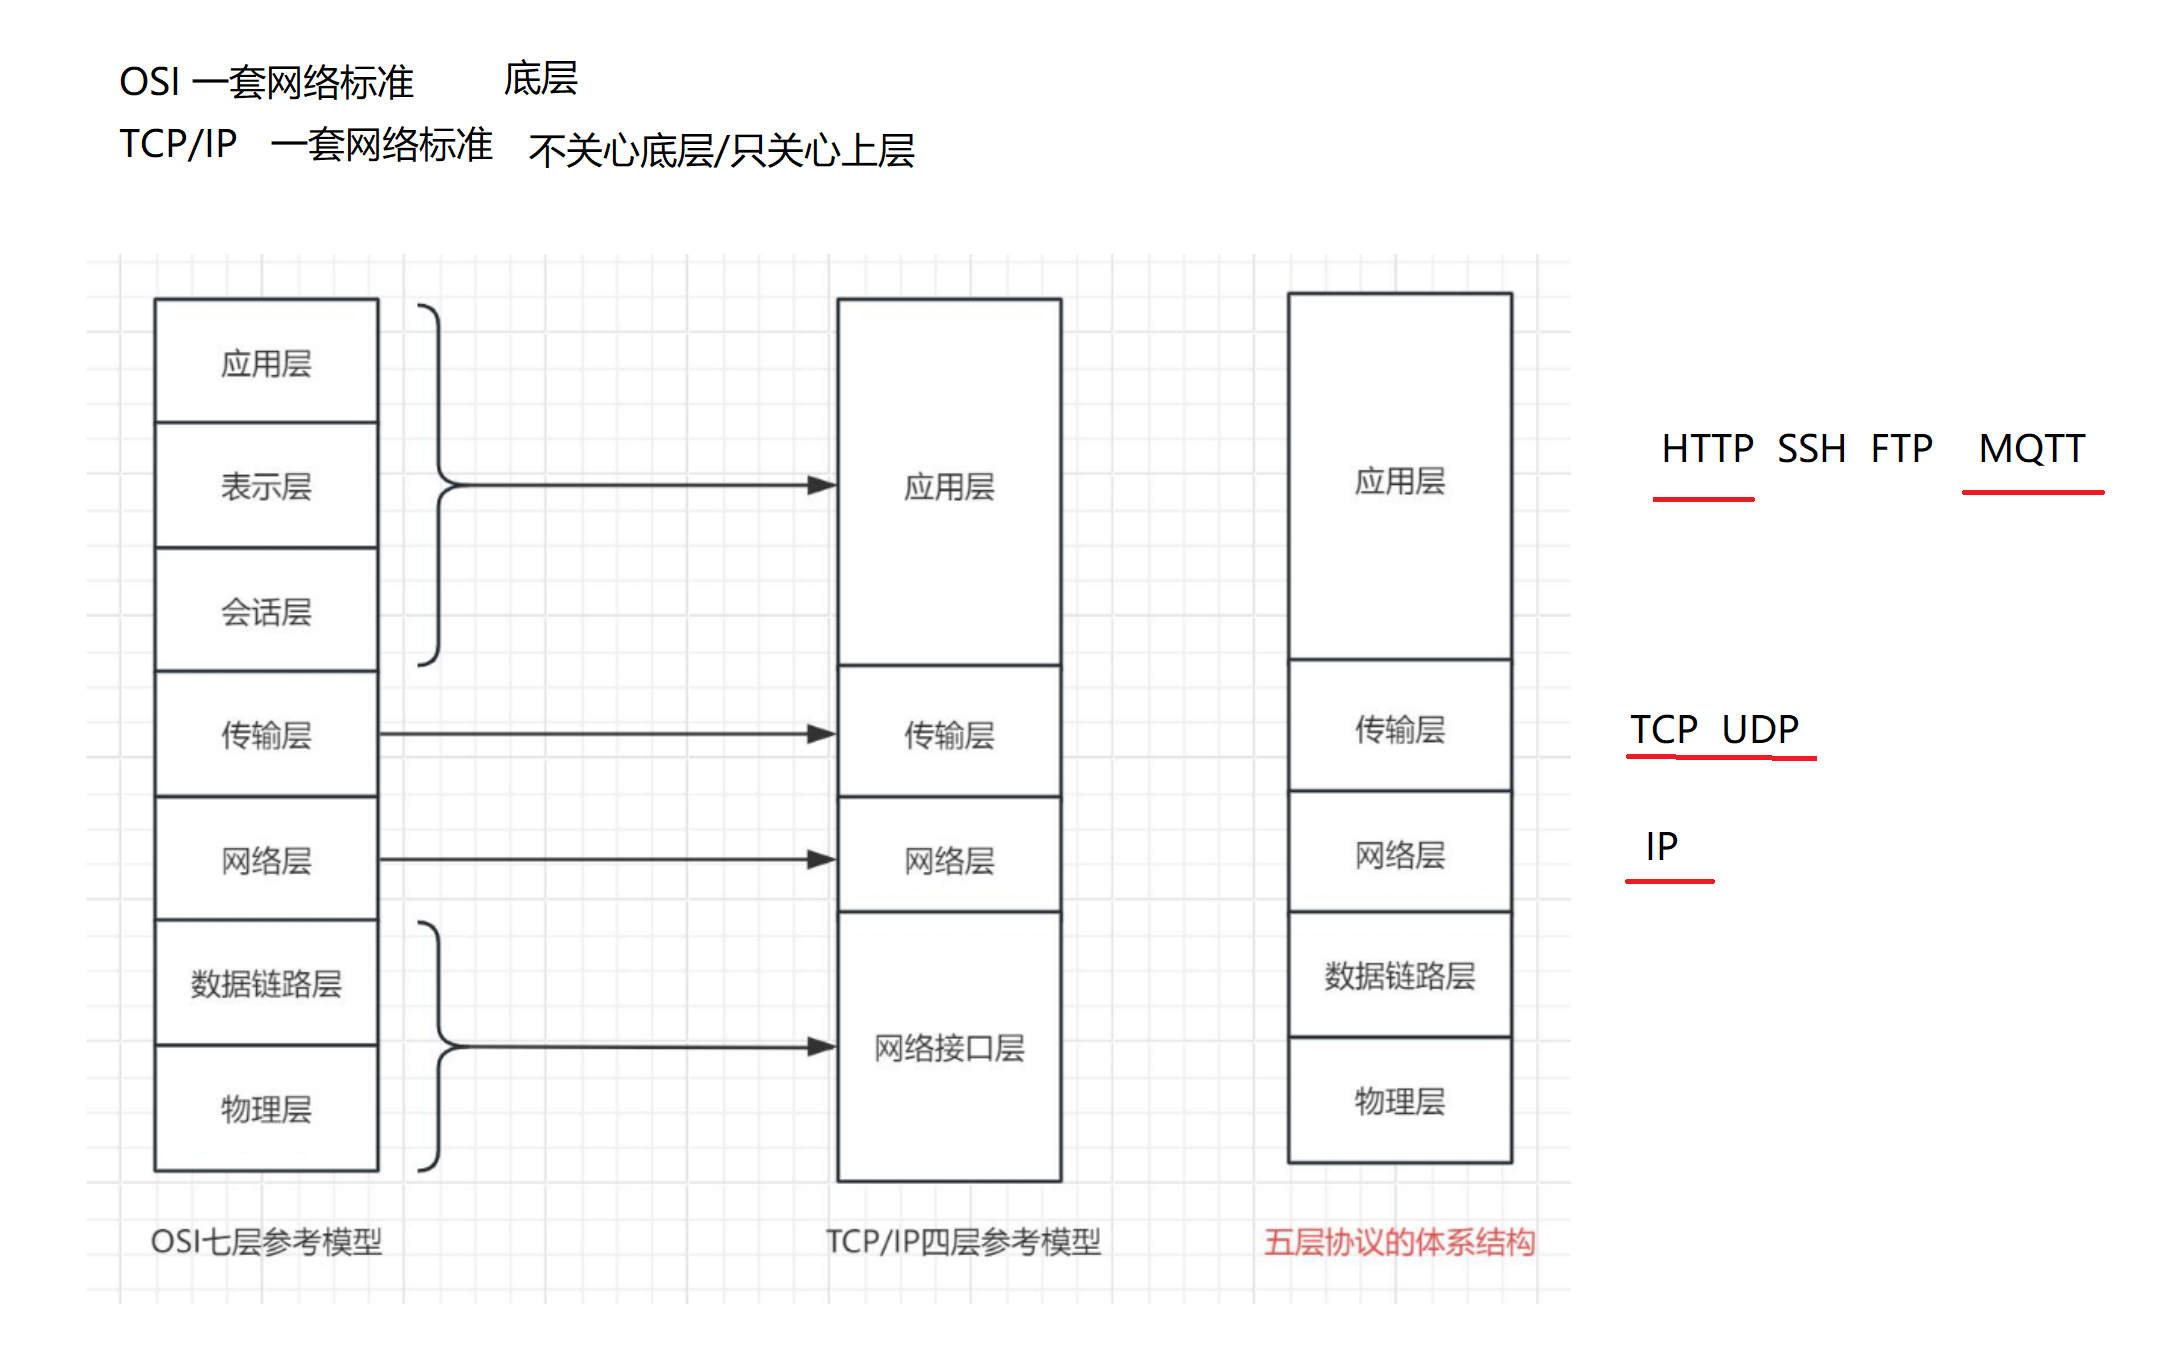 OSI 一套网络标准 底层
TCP/IP 一套网络标准 不关心底层/只关心上层
应用层
表示层
会话层
传输层
网络层
数据链路层
物理层
OSI七层参考模型
应用层
传输层
网络层
网络接口层
TCP/IP四层参考模型
应用层
传输层
网络层
数据链路层
物理层
五层协议的体系结构
HTTP SSH FTP MQTT
TCP UDP
IP